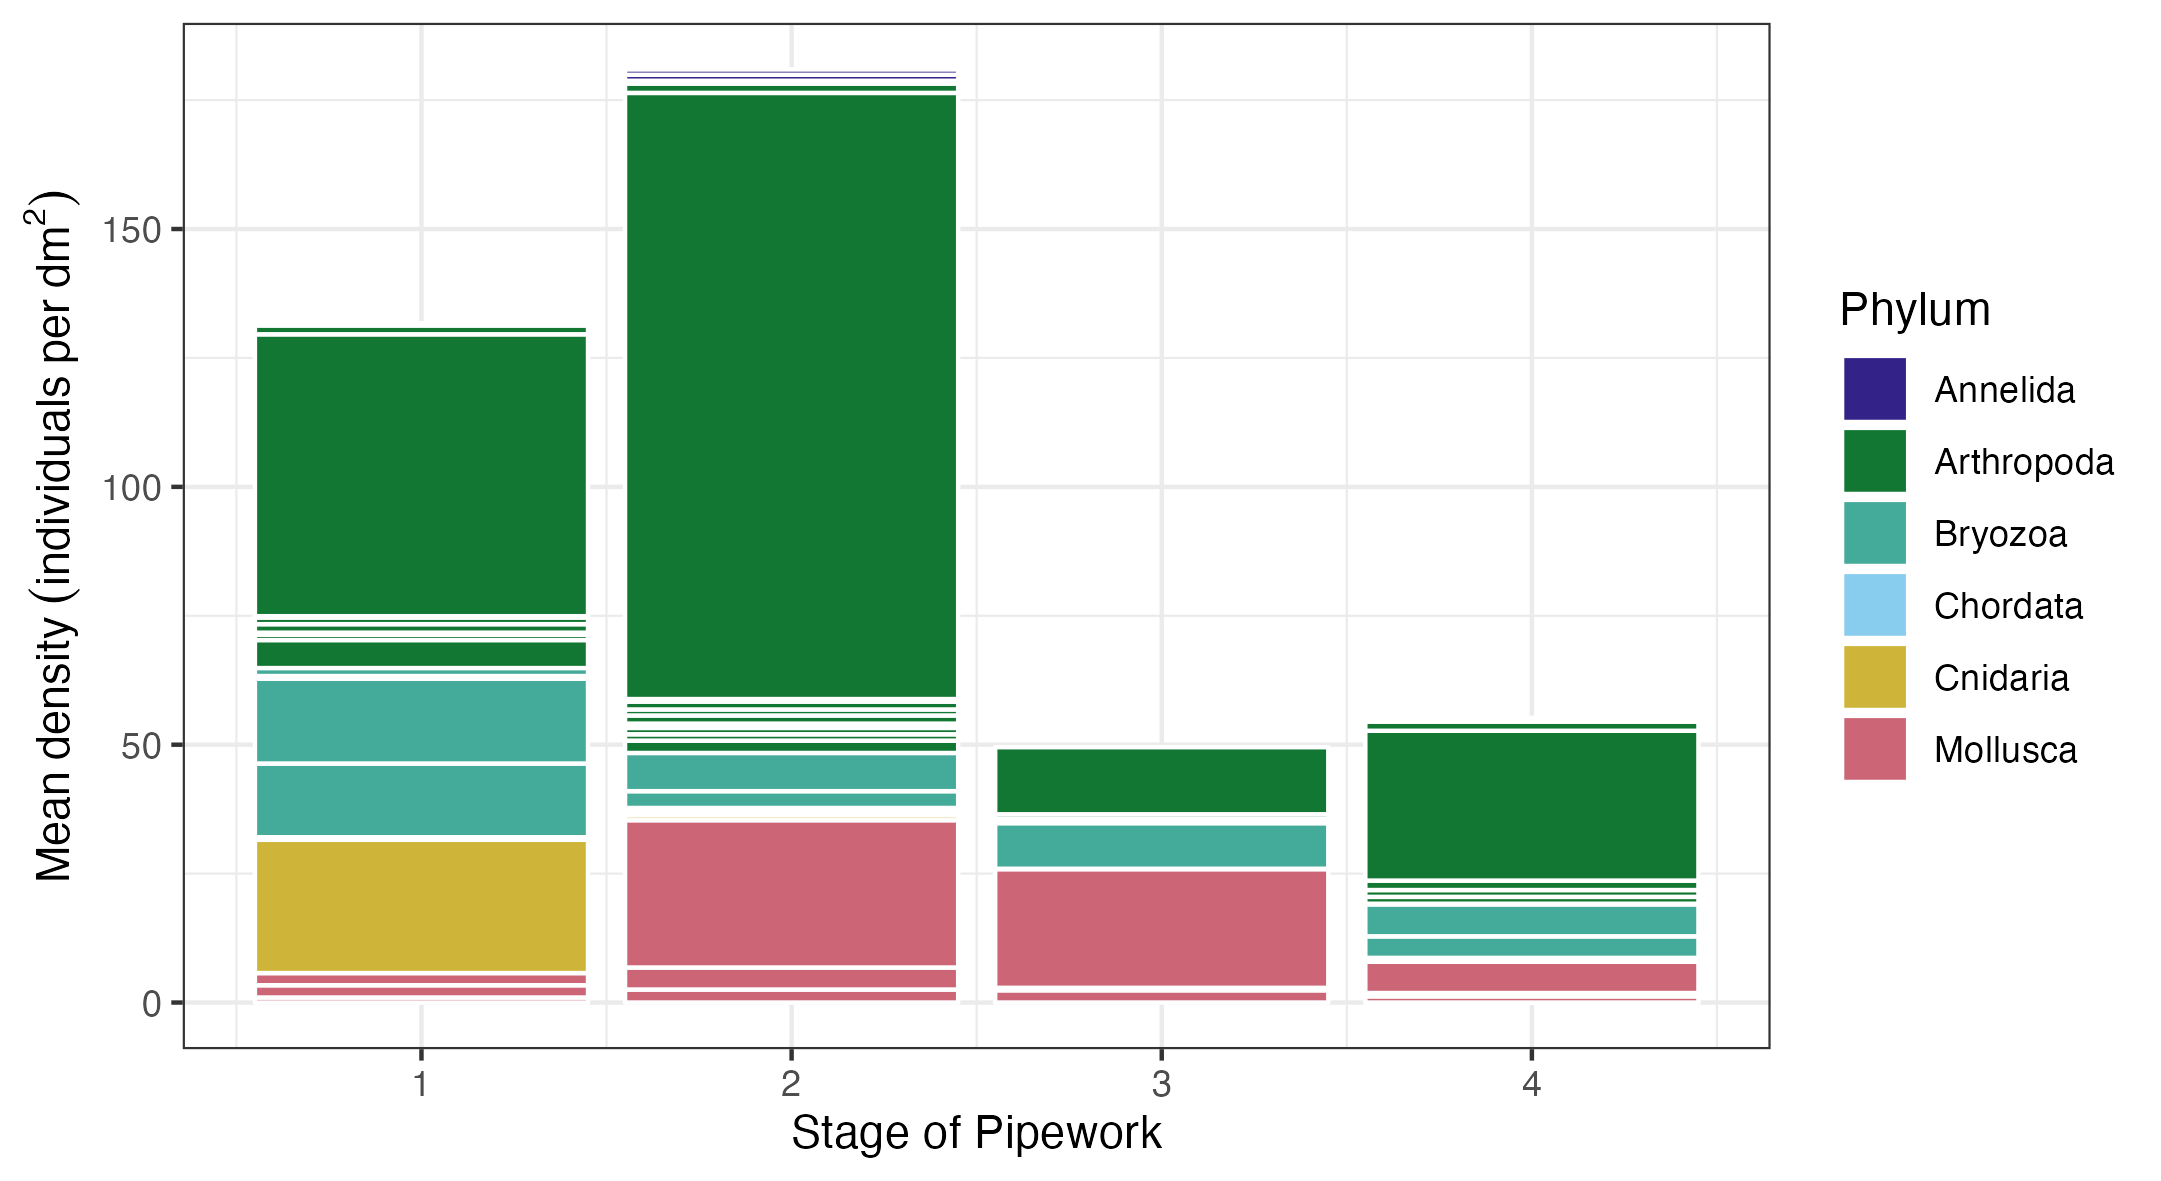 Mean density (individuals per dm²)
150
100
50
0
1 2 3 4
Stage of Pipework
Phylum
Annelida
Arthropoda
Bryozoa
Chordata
Cnidaria
Mollusca